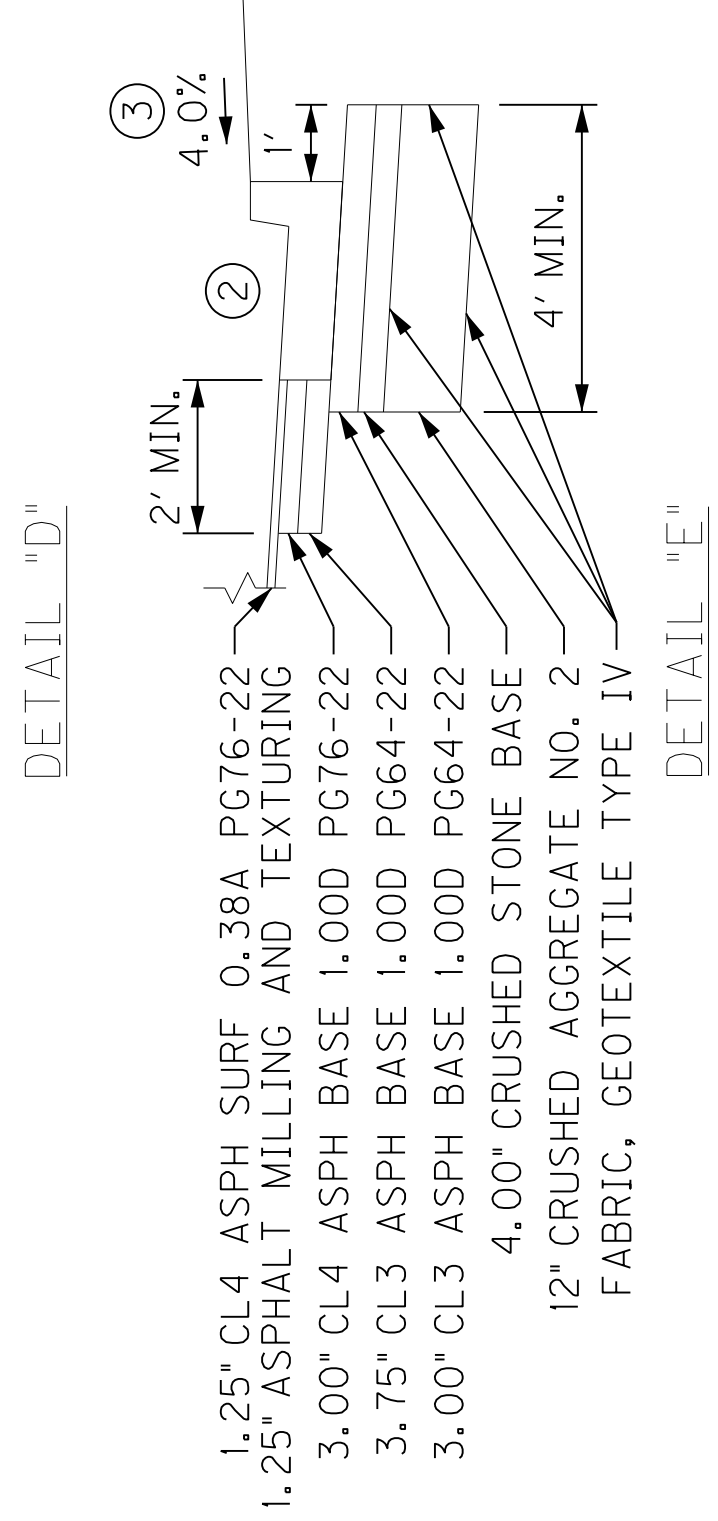 DETAIL "D"
3
4.0%
1'
2
2' MIN.
4' MIN.
1.25" CL4 ASPH SURF 0.38A PG76-22
1.25" ASPHALT MILLING AND TEXTURING
3.00" CL4 ASPH BASE 1.00D PG76-22
3.75" CL3 ASPH BASE 1.00D PG64-22
3.00" CL3 ASPH BASE 1.00D PG64-22
4.00" CRUSHED STONE BASE
12" CRUSHED AGGREGATE NO. 2
FABRIC, GEOTEXTILE TYPE IV
DETAIL "E"